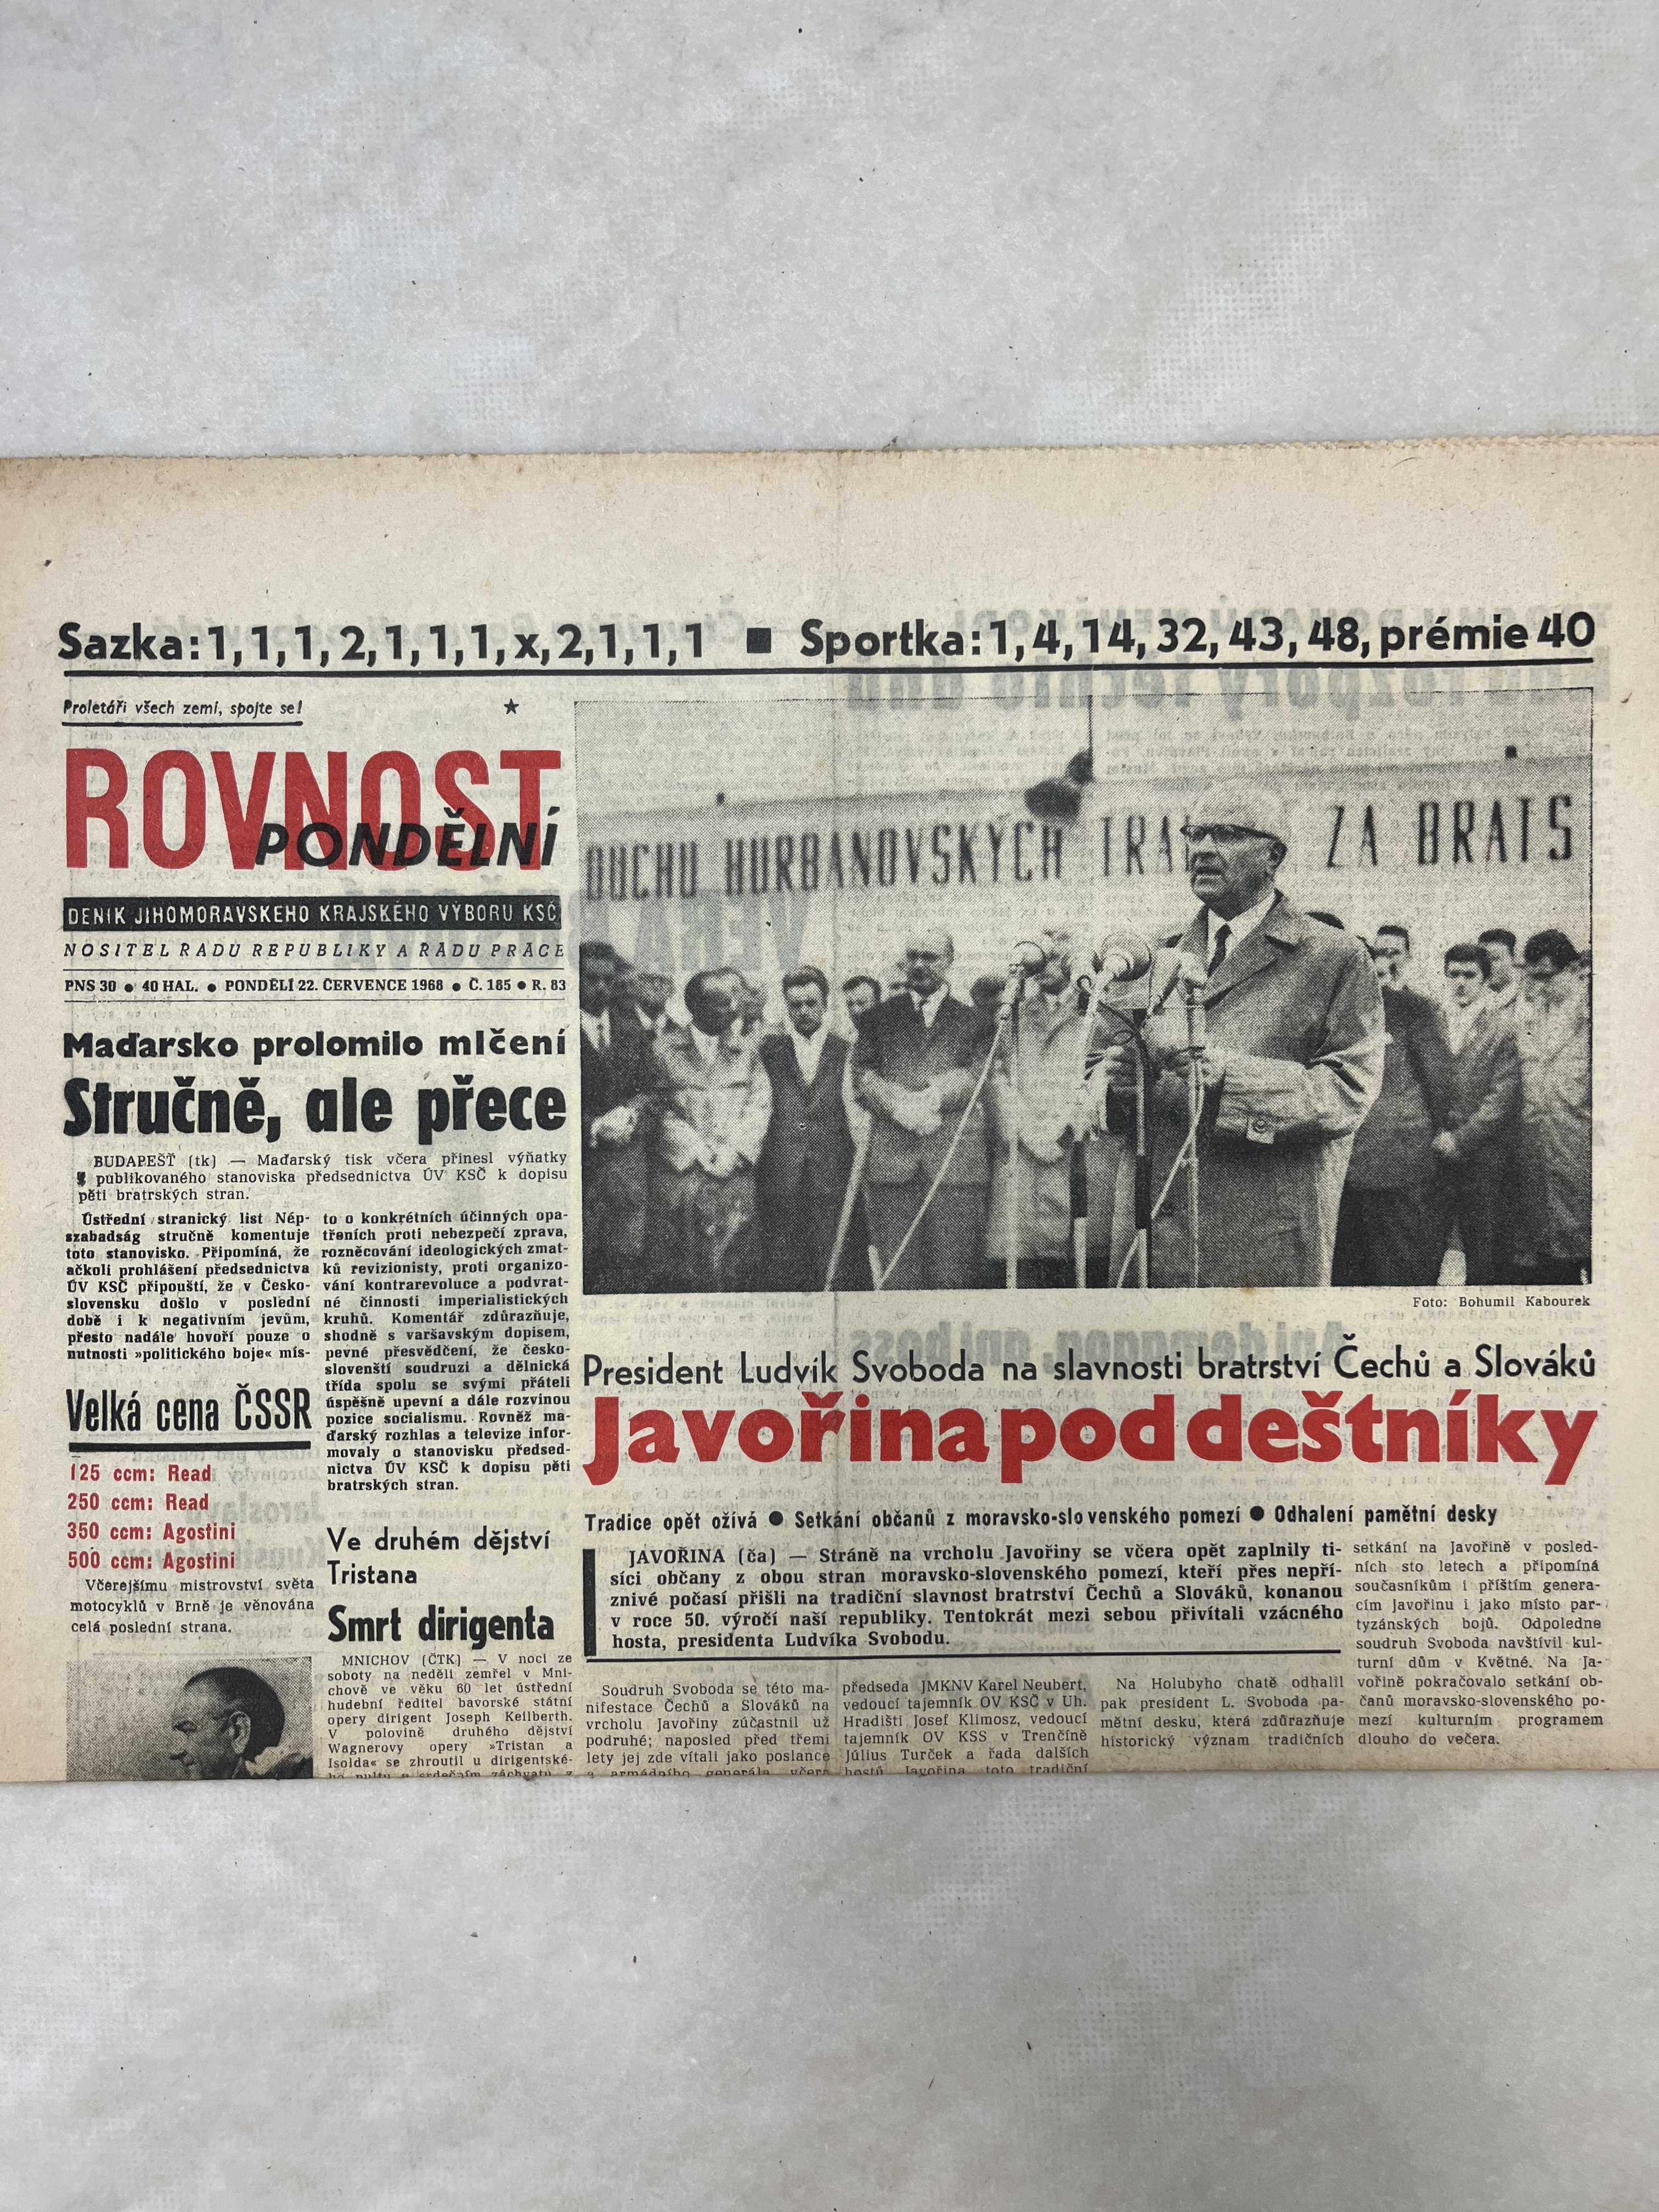 Sazka: 1, 1, 1, 2, 1, 1, 1, x, 2, 1, 1, 1 ■ Sportka: 1, 4, 14, 32, 43, 48, prémie 40
Proletáři všech zemí, spojte se!
★
ROVNOST
PONDĚLNÍ
DENÍK JIHOMORAVSKÉHO KRAJSKÉHO VÝBORU KSČ
NOSITEL ŘÁDU REPUBLIKY A ŘÁDU PRÁCE
PNS 30 ● 40 HAL. ● PONDĚLÍ 22. ČERVENCE 1968 ● Č. 185 ● R. 83
Maďarsko prolomilo mlčení
Stručně, ale přece
BUDAPEŠŤ (tk) — Maďarský tisk včera přinesl výňatky
publikovaného stanoviska předsednictva ÚV KSČ k dopisu
pěti bratrských stran.
Ústřední stranický list Nép-
szabadság stručně komentuje
toto stanovisko. Připomíná, že
ačkoli prohlášení předsednictva
ÚV KSČ připouští, že v Česko-
slovensku došlo v poslední
době i k negativním jevům,
přesto nadále hovoří pouze o
nutnosti »politického boje« mís-
to o konkrétních účinných opa-
třeních proti nebezpečí zprava,
rozněcování ideologických zmat-
ků revizionisty, proti organizo-
vání kontrarevoluce a podvrat-
né činnosti imperialistických
kruhů. Komentář zdůrazňuje,
shodně s varšavským dopisem,
pevné přesvědčení, že česko-
slovenští soudruzi a dělnická
třída spolu se svými přáteli
úspěšně upevní a dále rozvinou
pozice socialismu. Rovněž ma-
ďarský rozhlas a televize infor-
movaly o stanovisku předsed-
nictva ÚV KSČ k dopisu pěti
bratrských stran.
Velká cena ČSSR
125 ccm: Read
250 ccm: Read
350 ccm: Agostini
500 ccm: Agostini
Včerejšímu mistrovství světa
motocyklů v Brně je věnována
celá poslední strana.
Ve druhém dějství
Tristana
Smrt dirigenta
MNICHOV (ČTK) — V noci ze
soboty na neděli zemřel v Mni-
chově ve věku 60 let ústřední
hudební ředitel bavorské státní
opery dirigent Joseph Keilberth.
V polovině druhého dějství
Wagnerovy opery »Tristan a
Isolda« se zhroutil u dirigentské-
ho pultu a srdečním záchvatu z
DUCHU HURBANOVSKÝCH TRA ZA BRATS
Foto: Bohumil Kabourek
President Ludvík Svoboda na slavnosti bratrství Čechů a Slováků
Javořina pod deštníky
Tradice opět ožívá ● Setkání občanů z moravsko-slovenského pomezí ● Odhalení pamětní desky
JAVOŘINA (ča) — Stráně na vrcholu Javořiny se včera opět zaplnily ti-
síci občany z obou stran moravsko-slovenského pomezí, kteří přes nepří-
znivé počasí přišli na tradiční slavnost bratrství Čechů a Slováků, konanou
v roce 50. výročí naší republiky. Tentokrát mezi sebou přivítali vzácného
hosta, presidenta Ludvíka Svobodu.
Soudruh Svoboda se této ma-
nifestace Čechů a Slováků na
vrcholu Javořiny zúčastnil už
podruhé; naposled před třemi
lety jej zde vítali jako poslance
a armádního generála, včera
předseda JMKNV Karel Neubert,
vedoucí tajemník OV KSČ v Uh.
Hradišti Josef Klimosz, vedoucí
tajemník OV KSS v Trenčíně
Július Turček a řada dalších
hostů. Javořina, toto tradiční
Na Holubyho chatě odhalil
pak president L. Svoboda pa-
mětní desku, která zdůrazňuje
historický význam tradičních
setkání na Javořině v posled-
ních sto letech a připomíná
současníkům i příštím genera-
cím Javořinu i jako místo par-
tyzánských bojů. Odpoledne
soudruh Svoboda navštívil kul-
turní dům v Květné. Na Ja-
vořině pokračovalo setkání ob-
čanů moravsko-slovenského po-
mezí kulturním programem
dlouho do večera.